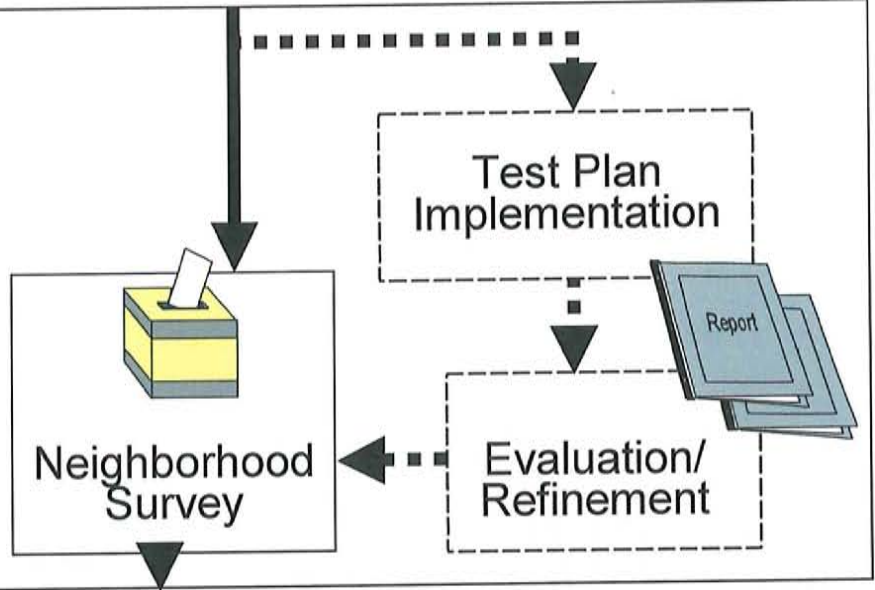 Test Plan
Implementation
Report
Neighborhood
Survey
Evaluation/
Refinement